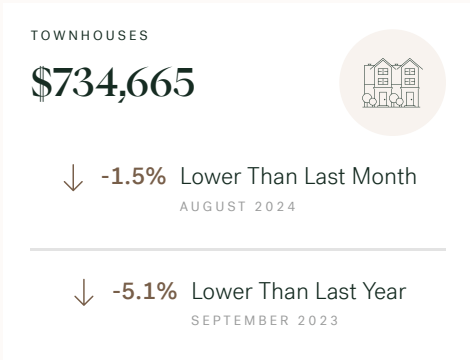 TOWNHOUSES
$734,665
-1.5% Lower Than Last Month
AUGUST 2024
-5.1% Lower Than Last Year
SEPTEMBER 2023